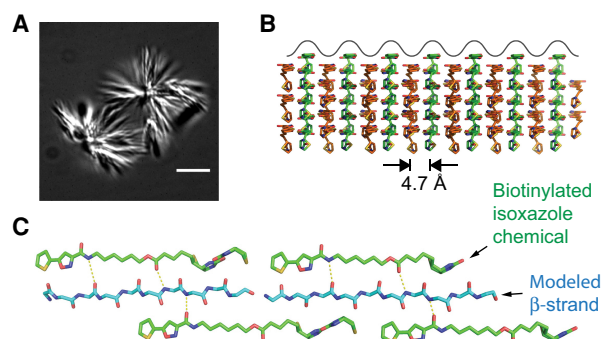 A
B
4.7 Å
Biotinylated
isoxazole
chemical
C
Modeled
β-strand